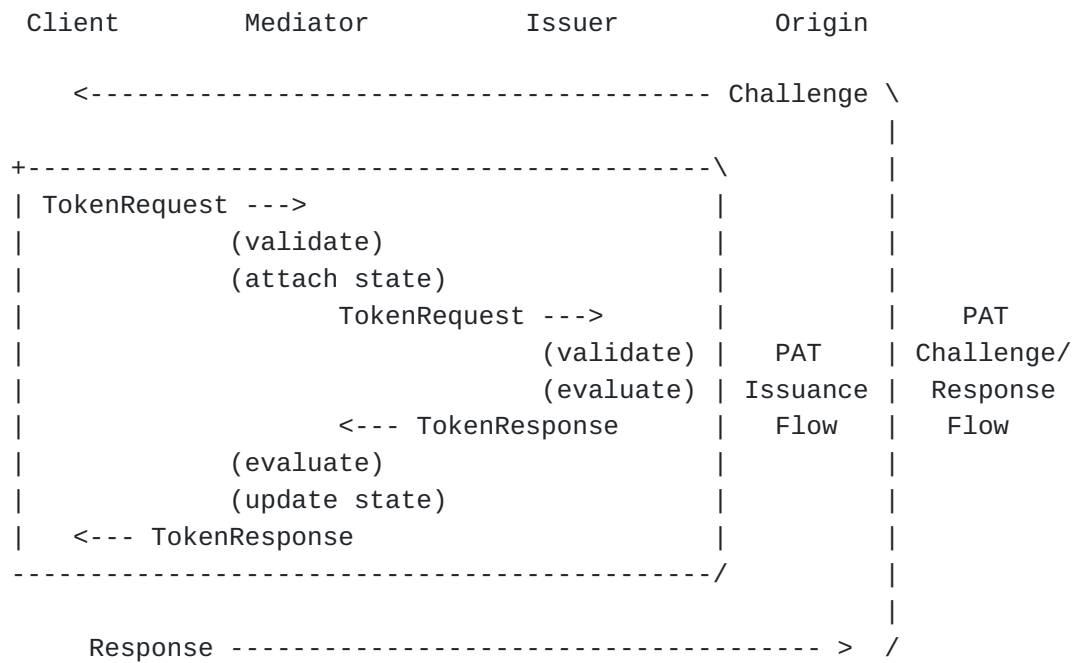 Client        Mediator          Issuer          Origin
<---------------------------------------- Challenge \
|
+--------------------------------------------\          |
| TokenRequest --->                          |          |
|             (validate)                     |          |
|             (attach state)                 |          |
|                    TokenRequest --->       |          |    PAT
|                                 (validate) |   PAT    | Challenge/
|                                 (evaluate) | Issuance |  Response
|                    <--- TokenResponse      |   Flow   |   Flow
|             (evaluate)                     |          |
|             (update state)                 |          |
|   <--- TokenResponse                       |          |
---------------------------------------------/          |
|
Response -------------------------------------- >  /